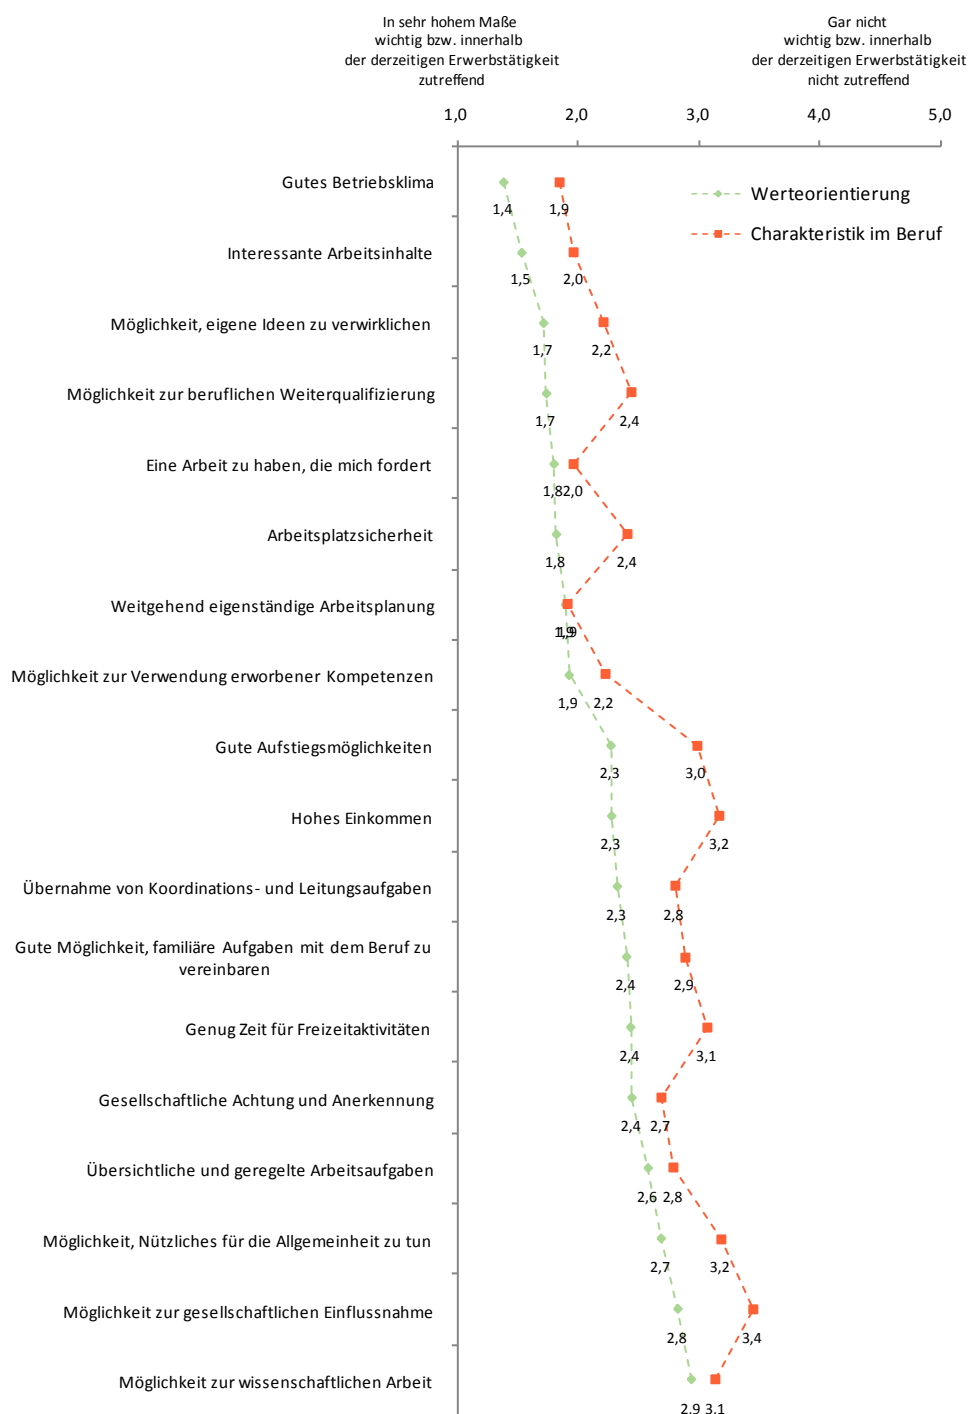 In sehr hohem Maße
wichtig bzw. innerhalb
der derzeitigen Erwerbstätigkeit
zutreffend
Gar nicht
wichtig bzw. innerhalb
der derzeitigen Erwerbstätigkeit
nicht zutreffend
1,0 2,0 3,0 4,0 5,0
Gutes Betriebsklima
1,4 1,9
Werteorientierung
Charakteristik im Beruf
Interessante Arbeitsinhalte
1,5 2,0
Möglichkeit, eigene Ideen zu verwirklichen
1,7 2,2
Möglichkeit zur beruflichen Weiterqualifizierung
1,7 2,4
Eine Arbeit zu haben, die mich fordert
1,8 2,0
Arbeitsplatzsicherheit
1,8 2,4
Weitgehend eigenständige Arbeitsplanung
1,9 1,9
Möglichkeit zur Verwendung erworbener Kompetenzen
1,9 2,2
Gute Aufstiegsmöglichkeiten
2,3 3,0
Hohes Einkommen
2,3 3,2
Übernahme von Koordinations- und Leitungsaufgaben
2,3 2,8
Gute Möglichkeit, familiäre Aufgaben mit dem Beruf zu
vereinbaren
2,4 2,9
Genug Zeit für Freizeitaktivitäten
2,4 3,1
Gesellschaftliche Achtung und Anerkennung
2,4 2,7
Übersichtliche und geregelte Arbeitsaufgaben
2,6 2,8
Möglichkeit, Nützliches für die Allgemeinheit zu tun
2,7 3,2
Möglichkeit zur gesellschaftlichen Einflussnahme
2,8 3,4
Möglichkeit zur wissenschaftlichen Arbeit
2,9 3,1